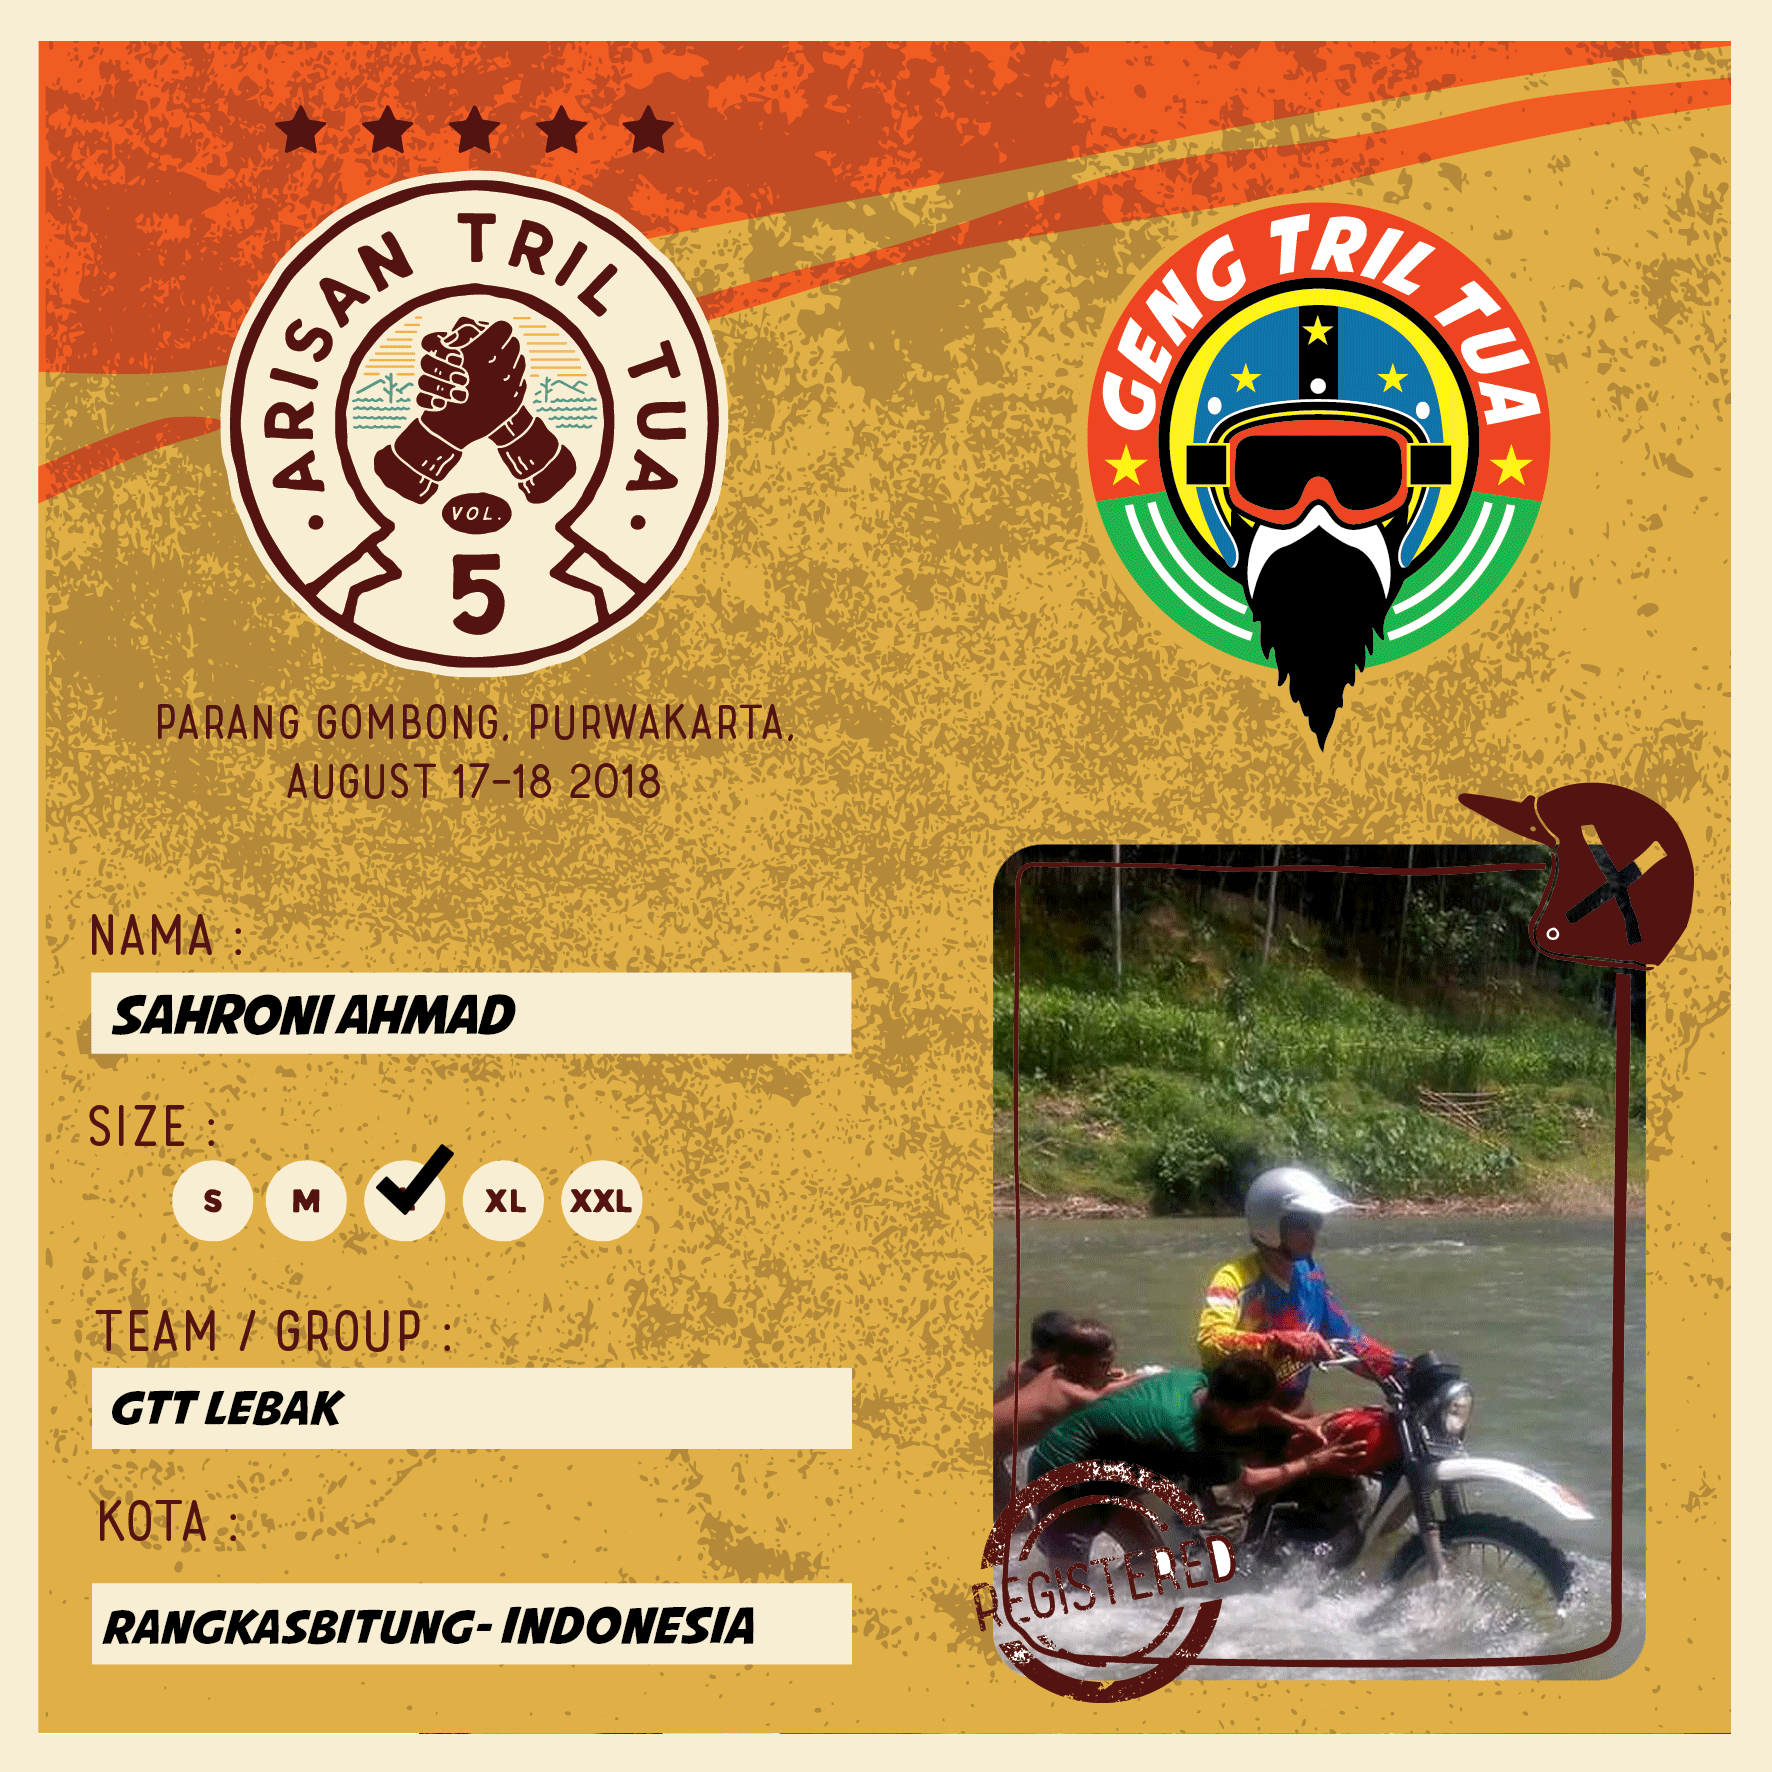 ARISAN TRIL TUA
VOL.
5
GENG TRIL TUA
PARANG GOMBONG, PURWAKARTA,
AUGUST 17-18 2018
NAMA :
SAHRONI AHMAD
SIZE :
S M XL XXL
TEAM / GROUP :
GTT LEBAK
KOTA :
RANGKASBITUNG- INDONESIA
REGISTERED